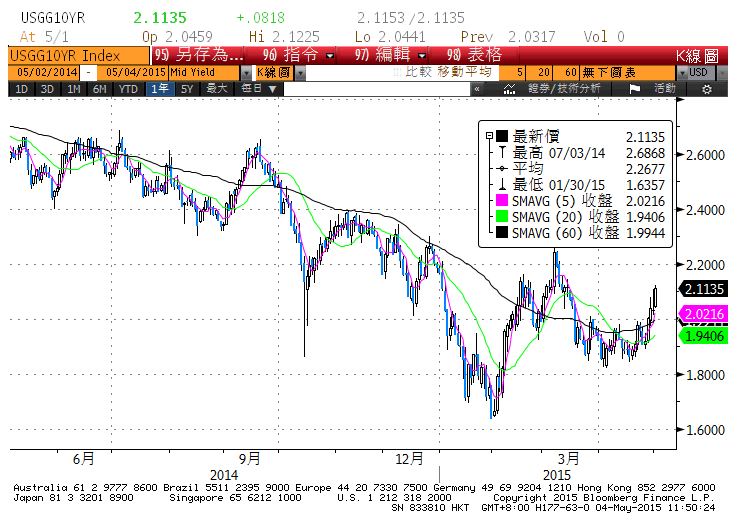 USGG10YR 2.1135 +.0818 2.1153/2.1135
At 5/1 Op 2.0459 Hi 2.1225 Lo 2.0441 Prev 2.0317 Vol 0
USGG10YR Index 95) 另存為... 96) 指令 97) 編輯 98) 表格 K線圖
05/02/2014 - 05/04/2015 Mid Yield K線圖 比較 移動平均 5 20 60 無下圖表 USD
1D 3D 1M 6M YTD 1年 5Y 最大 每日 ▼ « 證券/技術分析 活動
最新價 2.1135
最高 07/03/14 2.6868
平均 2.2677
最低 01/30/15 1.6357
SMAVG (5) 收盤 2.0216
SMAVG (20) 收盤 1.9406
SMAVG (60) 收盤 1.9944
2.6000
2.4000
2.2000
2.1135
2.0216
1.9406
1.8000
1.6000
6月 9月 12月 3月
2014 2015
Australia 61 2 9777 8600 Brazil 5511 2395 9000 Europe 44 20 7330 7500 Germany 49 69 9204 1210 Hong Kong 852 2977 6000
Japan 81 3 3201 8900 Singapore 65 6212 1000 U.S. 1 212 318 2000 Copyright 2015 Bloomberg Finance L.P.
SN 833810 HKT GMT+8:00 H177-63-0 04-May-2015 11:50:24